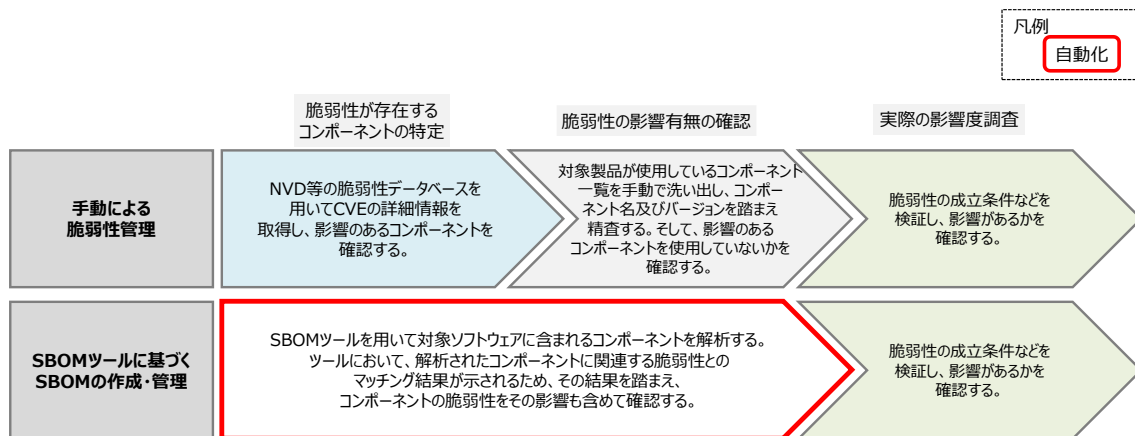 凡例
自動化
脆弱性が存在する
コンポーネントの特定
脆弱性の影響有無の確認
実際の影響度調査
手動による
脆弱性管理
NVD等の脆弱性データベースを
用いてCVEの詳細情報を
取得し、影響のあるコンポーネントを
確認する。
対象製品が使用しているコンポーネント
一覧を手動で洗い出し、コンポー
ネント名及びバージョンを踏まえ
精査する。そして、影響のある
コンポーネントを使用していないかを
確認する。
脆弱性の成立条件などを
検証し、影響があるかを
確認する。
SBOMツールに基づく
SBOMの作成・管理
SBOMツールを用いて対象ソフトウェアに含まれるコンポーネントを解析する。
ツールにおいて、解析されたコンポーネントに関連する脆弱性との
マッチング結果が示されるため、その結果を踏まえ、
コンポーネントの脆弱性をその影響も含めて確認する。
脆弱性の成立条件などを
検証し、影響があるかを
確認する。